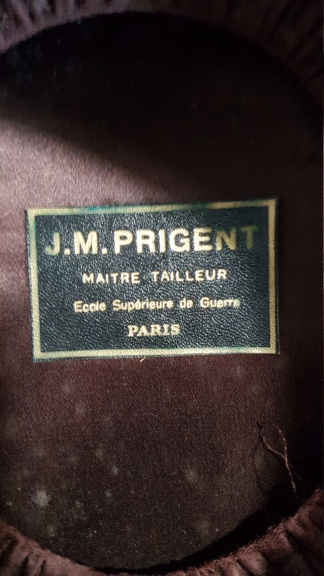 J.M. PRIGENT
MAITRE TAILLEUR
Ecole Supérieure de Guerre
PARIS